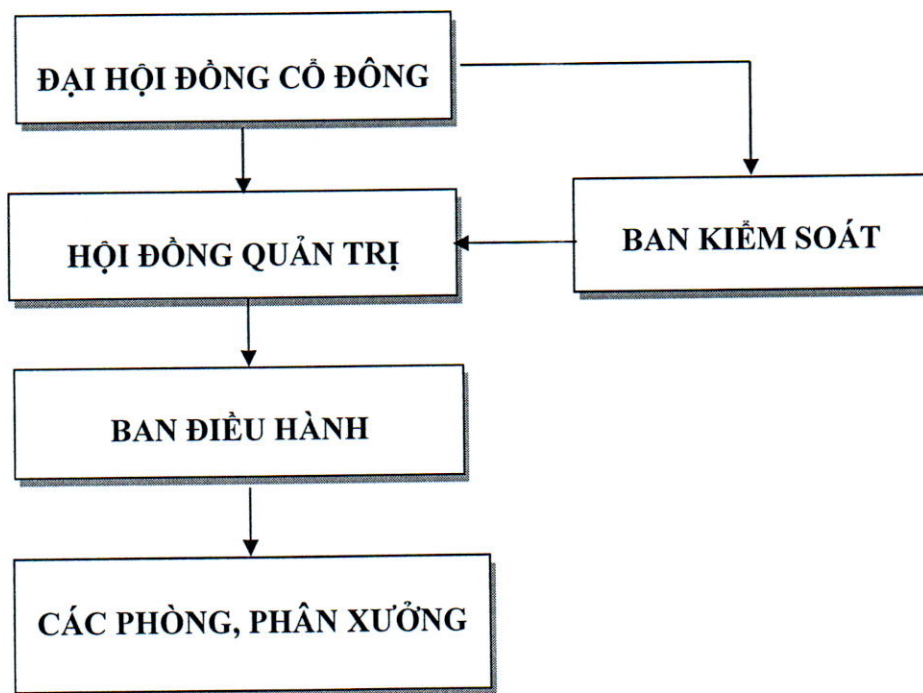 ĐẠI HỘI ĐỒNG CỔ ĐÔNG
HỘI ĐỒNG QUẢN TRỊ
BAN KIỂM SOÁT
BAN ĐIỀU HÀNH
CÁC PHÒNG, PHÂN XƯỞNG